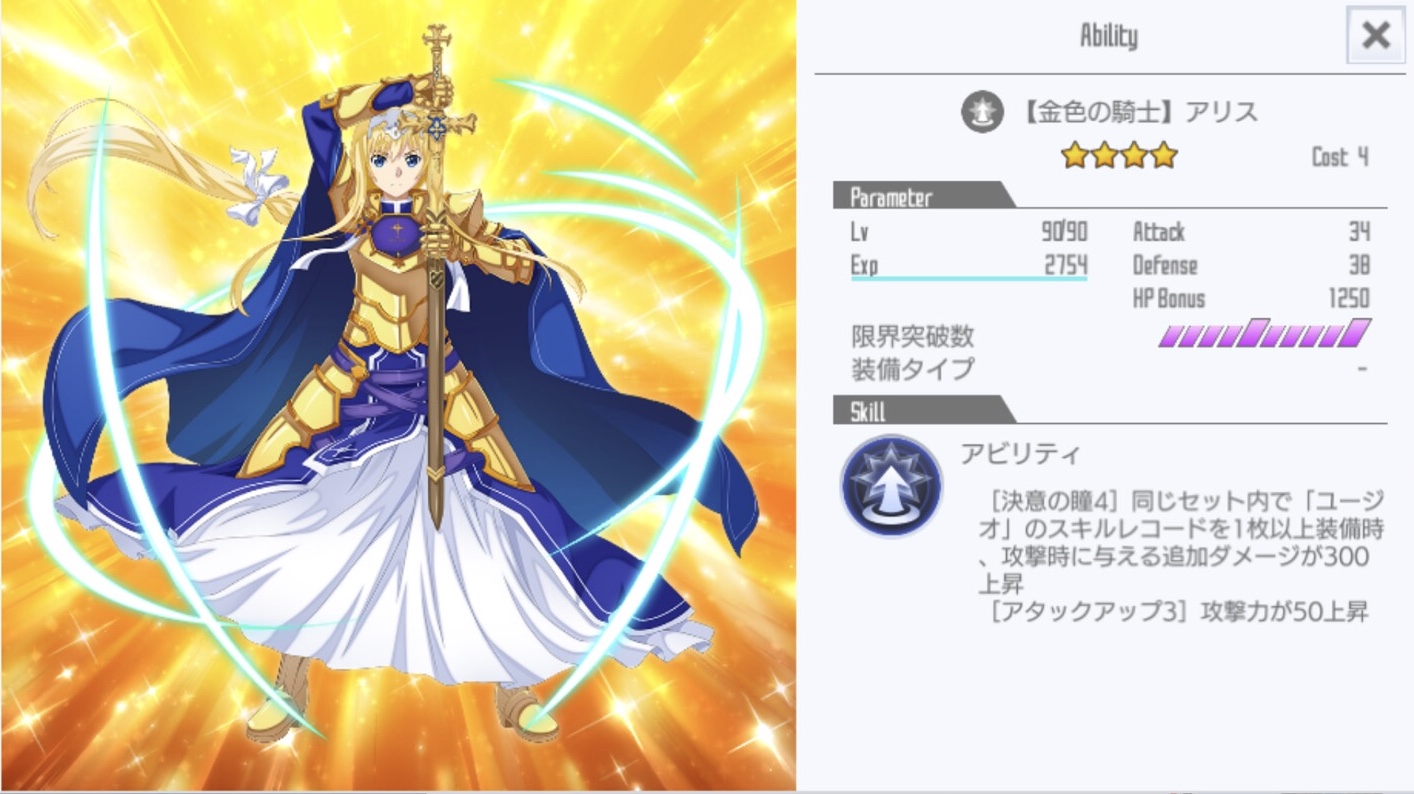 Ability
【金色の騎士】アリス
Cost 4
Parameter
Lv 90/90 Attack 34
Exp 2754 Defense 38
HP Bonus 1250
限界突破数
装備タイプ -
Skill
アビリティ
［決意の瞳4］同じセット内で「ユージ
オ」のスキルレコードを1枚以上装備時
、攻撃時に与える追加ダメージが300
上昇
［アタックアップ3］攻撃力が50上昇